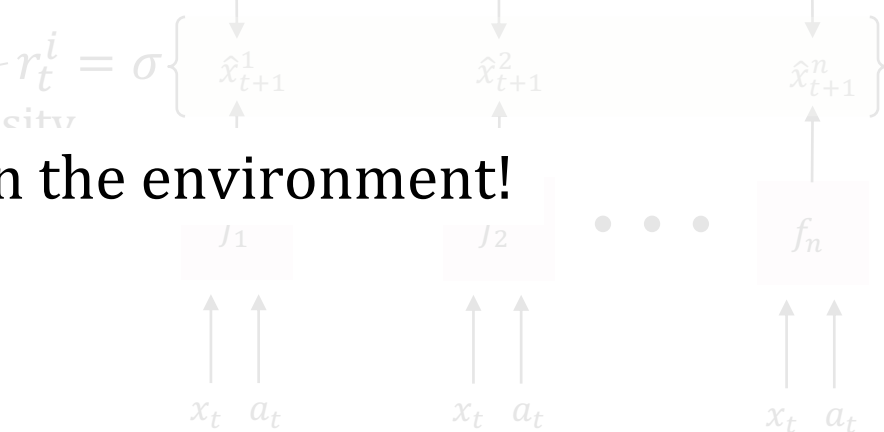 r_t^i = σ { x̂_{t+1}^1 x̂_{t+1}^2 x̂_{t+1}^n }
n the environment!
f_n
x_t a_t x_t a_t x_t a_t